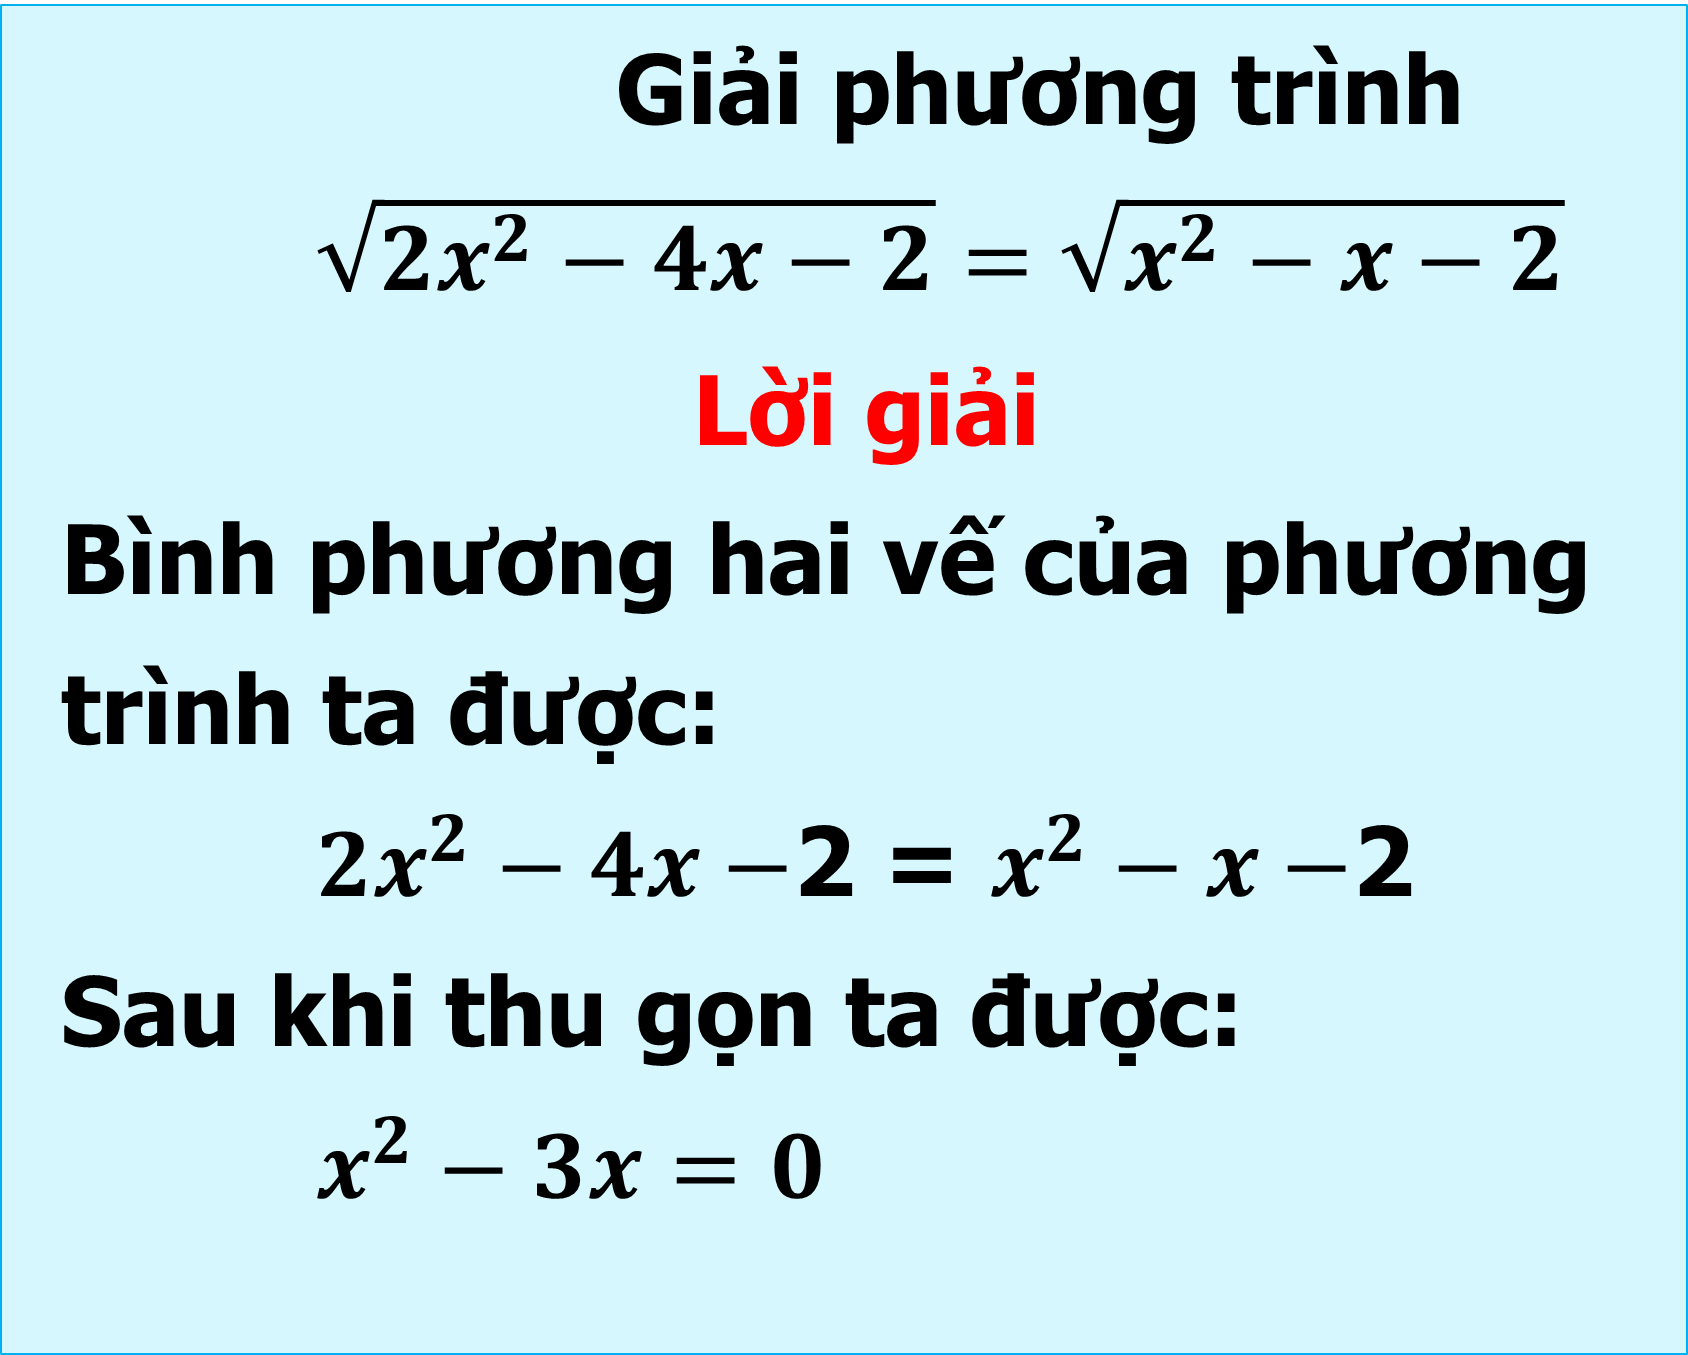 Giải phương trình
√(2x² − 4x − 2) = √(x² − x − 2)
Lời giải
Bình phương hai vế của phương
trình ta được:
2x² − 4x −2 = x² − x −2
Sau khi thu gọn ta được:
x² − 3x = 0